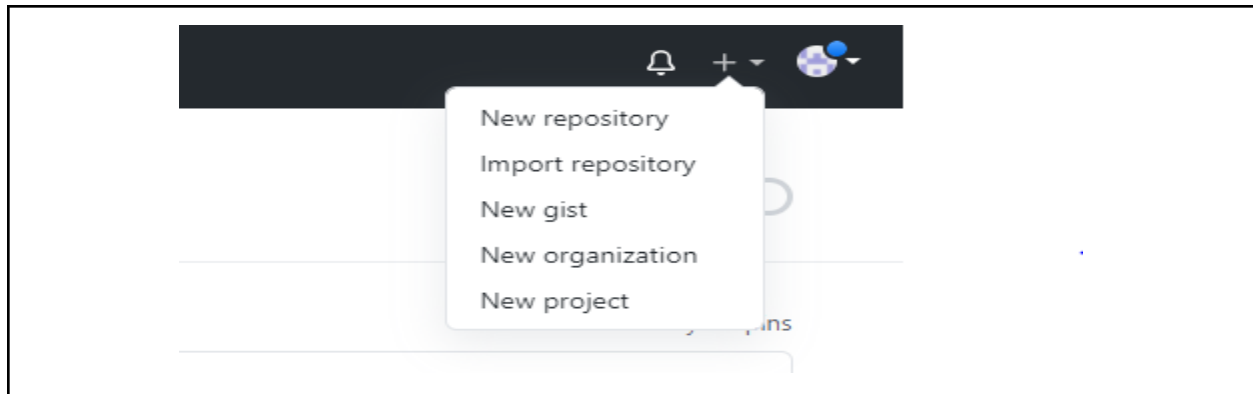 New repository
Import repository
New gist
New organization
New project